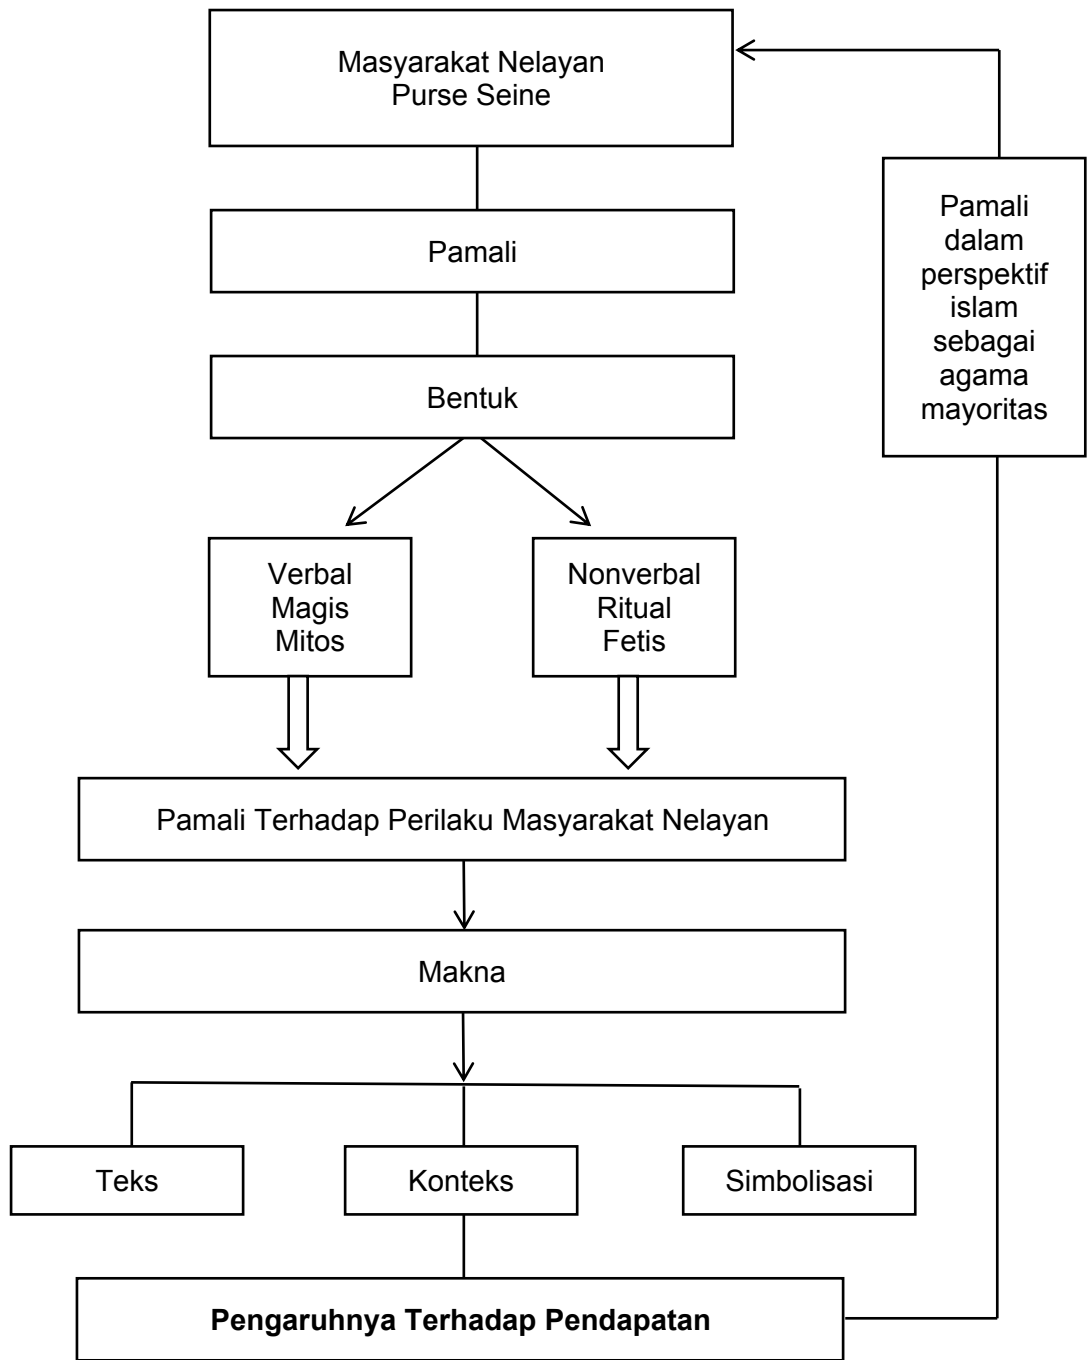 Masyarakat Nelayan
Purse Seine
Pamali
dalam
perspektif
islam
sebagai
agama
mayoritas
Pamali
Bentuk
Verbal
Magis
Mitos
Nonverbal
Ritual
Fetis
Pamali Terhadap Perilaku Masyarakat Nelayan
Makna
Teks
Konteks
Simbolisasi
Pengaruhnya Terhadap Pendapatan